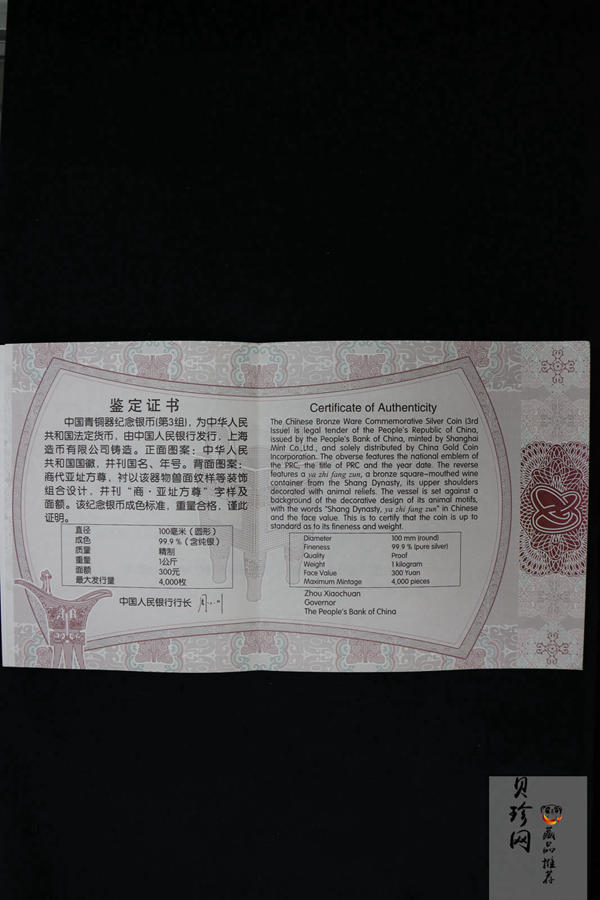 鉴定证书
中国青铜器纪念银币(第3组)，为中华人民
共和国法定货币，由中国人民银行发行，上海
造币有限公司铸造。正面图案：中华人民
共和国国徽，并刊国名、年号。背面图案：
商代亚址方尊，衬以该器物兽面纹样等装饰
组合设计，并刊“商·亚址方尊”字样及
面额。该纪念银币成色标准，重量合格，谨此
证明。
直径 100毫米（圆形）
成色 99.9％（含纯银）
质量 精制
重量 1公斤
面额 300元
最大发行量 4,000枚
中国人民银行行长
Certificate of Authenticity
The Chinese Bronze Ware Commemorative Silver Coin (3rd
Issue) is legal tender of the People's Republic of China,
issued by the People's Bank of China, minted by Shanghai
Mint Co.,Ltd., and solely distributed by China Gold Coin
Incorporation. The obverse features the national emblem of
the PRC, the title of PRC and the year date. The reverse
features a ya zhi fang zun, a bronze square-mouthed wine
container from the Shang Dynasty, its upper shoulders
decorated with animal reliefs. The vessel is set against a
background of the decorative design of its animal motifs,
with the words "Shang Dynasty, ya zhi fang zun" in Chinese
and the face value. This is to certify that the coin is up to
standard as to its fineness and weight.
Diameter 100 mm (round)
Fineness 99.9 % (pure silver)
Quality Proof
Weight 1 kilogram
Face Value 300 Yuan
Maximum Mintage 4,000 pieces
Zhou Xiaochuan
Governor
The People's Bank of China
贝珍网
藏品推荐